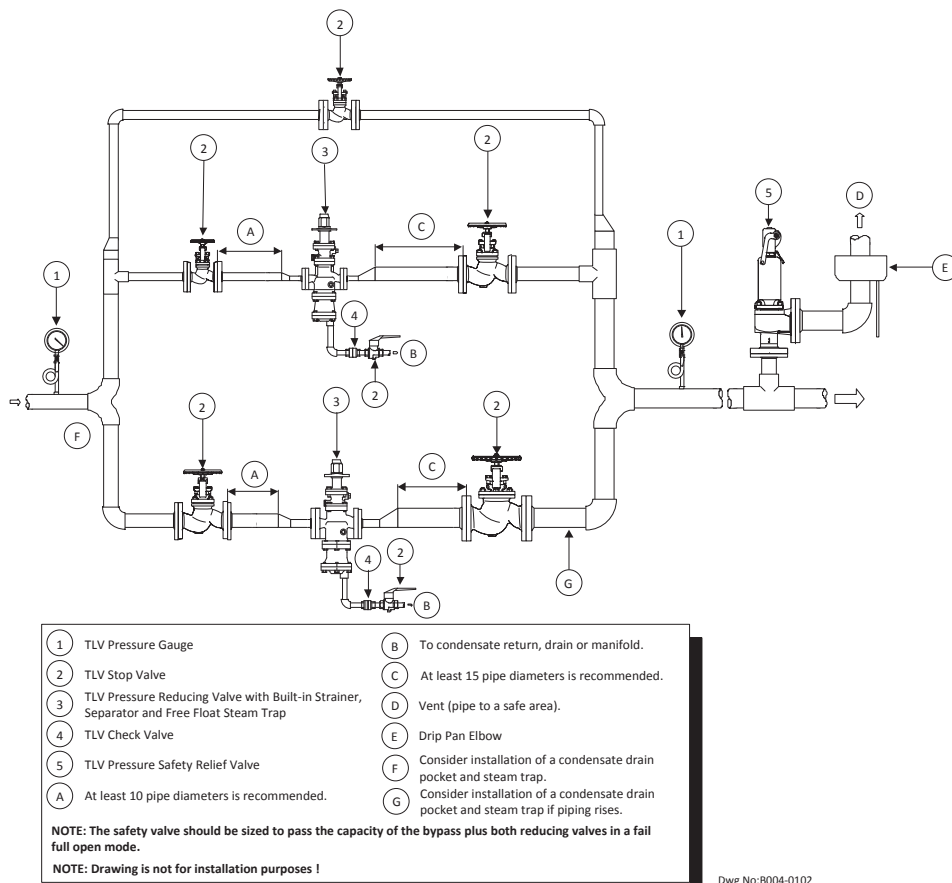 2
2
3
2
A
C
1
5
D
1
E
4
B
2
F
2
3
2
A
C
4
2
B
G
1 TLV Pressure Gauge
2 TLV Stop Valve
3 TLV Pressure Reducing Valve with Built-in Strainer,
Separator and Free Float Steam Trap
4 TLV Check Valve
5 TLV Pressure Safety Relief Valve
A At least 10 pipe diameters is recommended.
B To condensate return, drain or manifold.
C At least 15 pipe diameters is recommended.
D Vent (pipe to a safe area).
E Drip Pan Elbow
F Consider installation of a condensate drain
pocket and steam trap.
G Consider installation of a condensate drain
pocket and steam trap if piping rises.
NOTE: The safety valve should be sized to pass the capacity of the bypass plus both reducing valves in a fail
full open mode.
NOTE: Drawing is not for installation purposes !
Dwg No:B004-0102